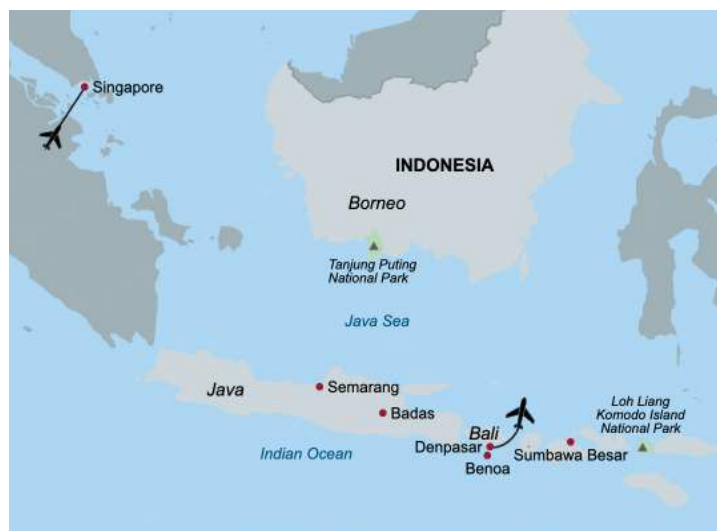 Singapore
INDONESIA
Borneo
Tanjung Puting
National Park
Java Sea
Java
Semarang
Badas
Loh Liang
Komodo Island
National Park
Bali
Denpasar
Indian Ocean
Benoa
Sumbawa Besar